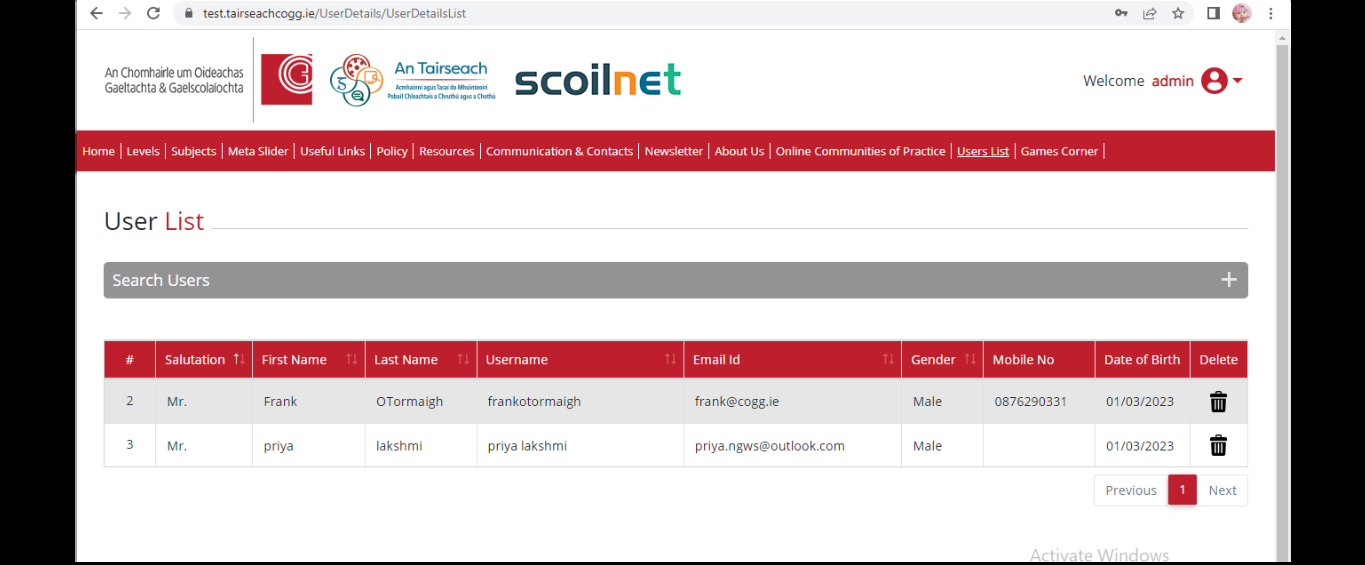 test.tairseachcogg.ie/UserDetails/UserDetailsList
An Chomhairle um Oideachas
Gaeltachta & Gaelscolaíochta
An Tairseach
Acmhainní agus Tacaí do Mhúinteoirí
Pobail Chleachtais a Chruthú agus a Chothú
scoilnet
Welcome admin
Home | Levels | Subjects | Meta Slider | Useful Links | Policy | Resources | Communication & Contacts | Newsletter | About Us | Online Communities of Practice | Users List | Games Corner |
User List
Search Users
# Salutation First Name Last Name Username Email Id Gender Mobile No Date of Birth Delete
2 Mr. Frank OTormaigh frankotormaigh frank@cogg.ie Male 0876290331 01/03/2023
3 Mr. priya lakshmi priya lakshmi priya.ngws@outlook.com Male 01/03/2023
Previous 1 Next
Activate Windows